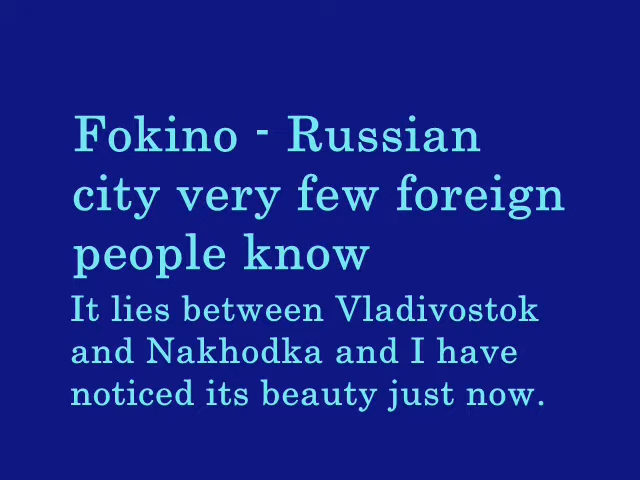 Fokino - Russian
city very few foreign
people know
It lies between Vladivostok
and Nakhodka and I have
noticed its beauty just now.